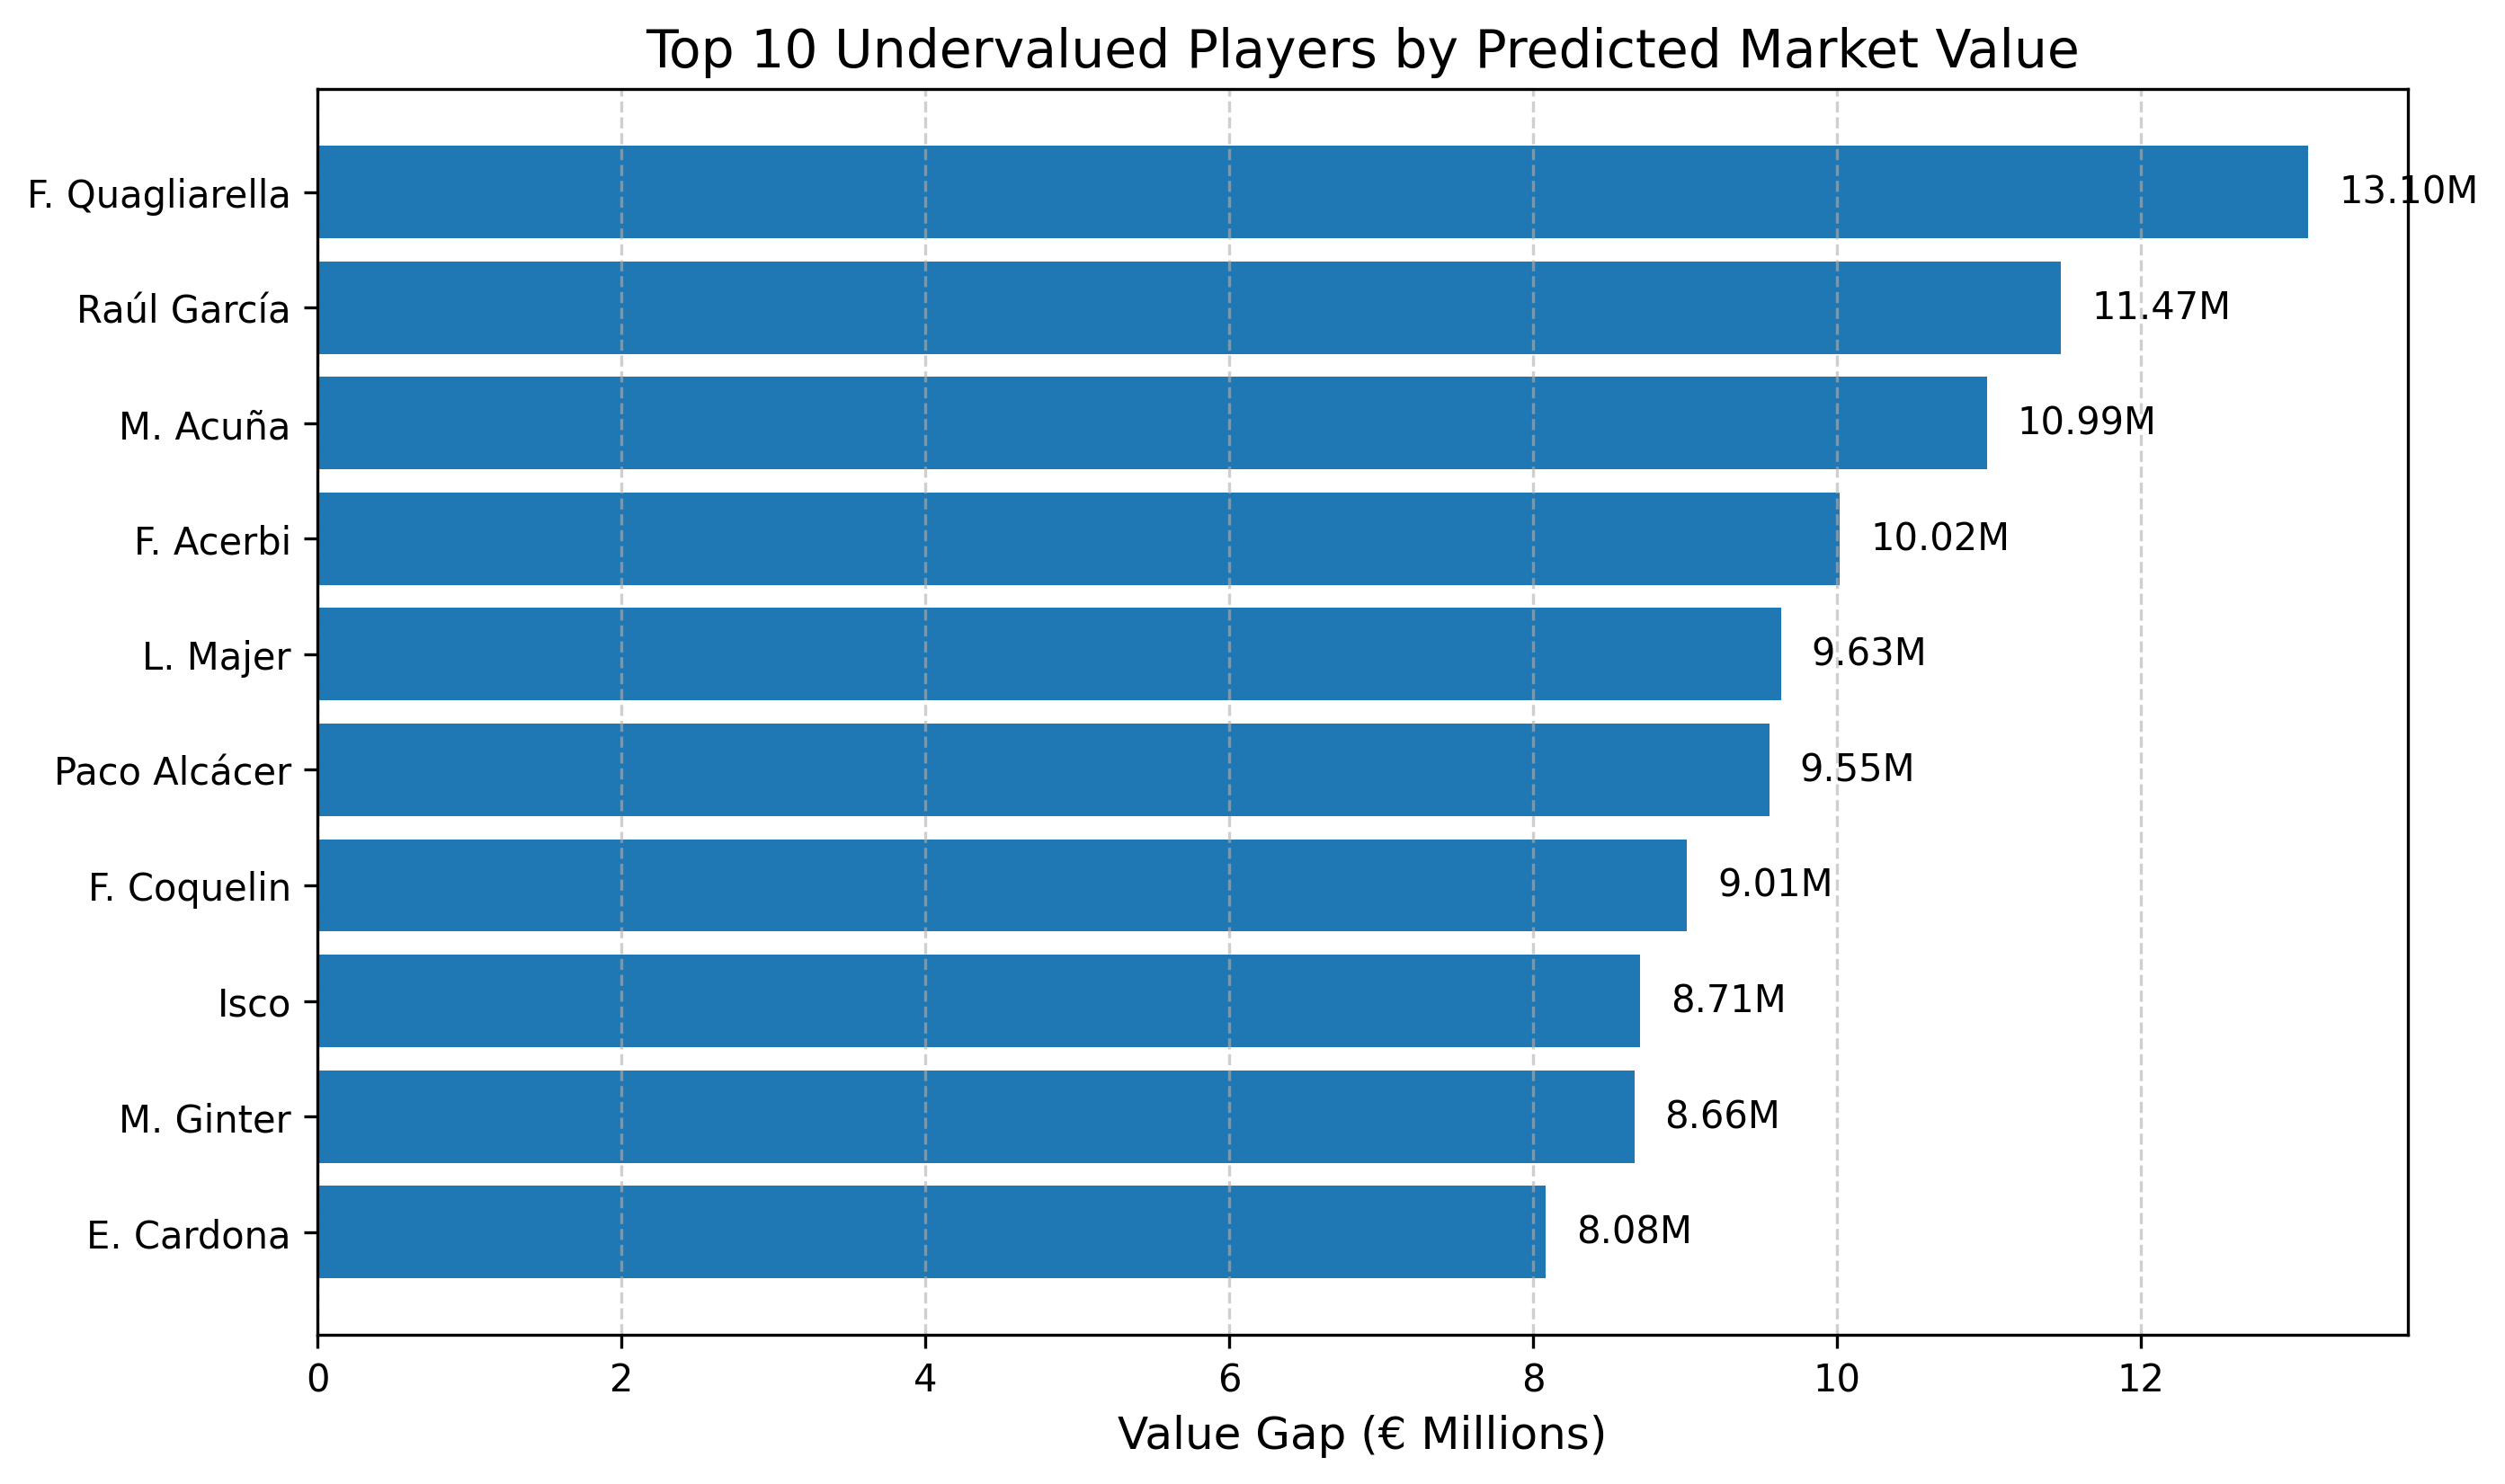 Top 10 Undervalued Players by Predicted Market Value
F. Quagliarella 13.10M
Raúl García 11.47M
M. Acuña 10.99M
F. Acerbi 10.02M
L. Majer 9.63M
Paco Alcácer 9.55M
F. Coquelin 9.01M
Isco 8.71M
M. Ginter 8.66M
E. Cardona 8.08M
0 2 4 6 8 10 12
Value Gap (€ Millions)